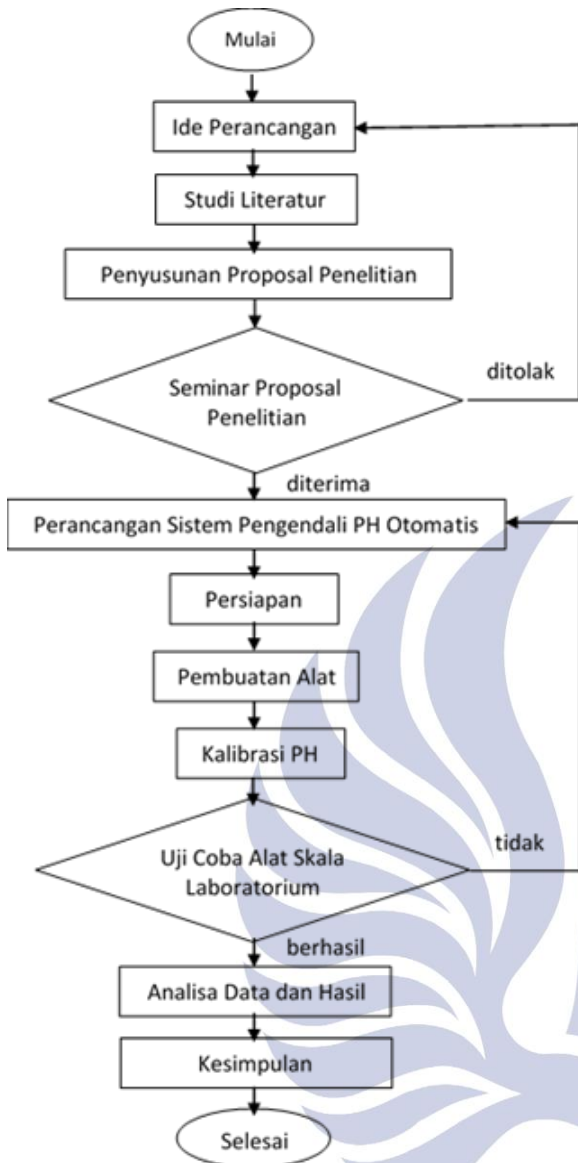 Mulai
Ide Perancangan
Studi Literatur
Penyusunan Proposal Penelitian
Seminar Proposal
Penelitian
ditolak
diterima
Perancangan Sistem Pengendali PH Otomatis
Persiapan
Pembuatan Alat
Kalibrasi PH
Uji Coba Alat Skala
Laboratorium
tidak
berhasil
Analisa Data dan Hasil
Kesimpulan
Selesai